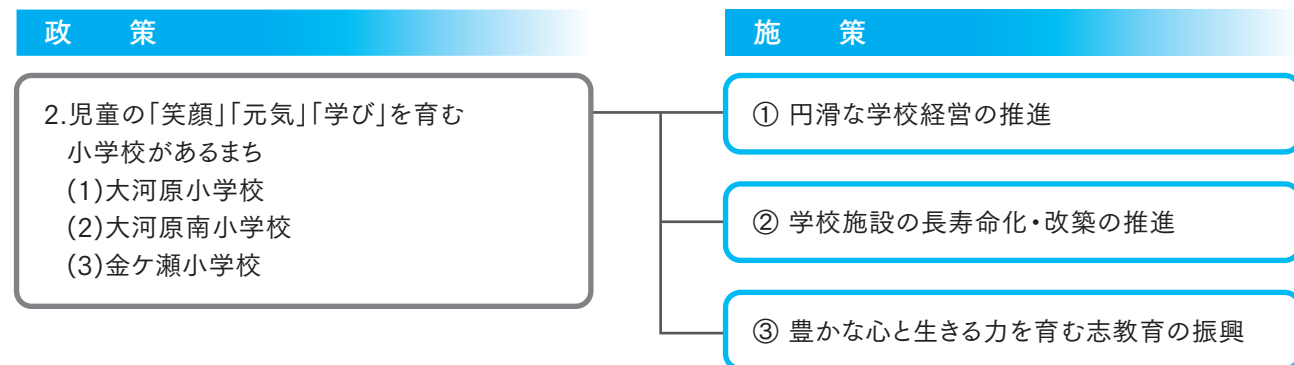 政　策
2.児童の｢笑顔｣｢元気｣｢学び｣を育む
小学校があるまち
(1)大河原小学校
(2)大河原南小学校
(3)金ケ瀬小学校
施　策
① 円滑な学校経営の推進
② 学校施設の長寿命化・改築の推進
③ 豊かな心と生きる力を育む志教育の振興